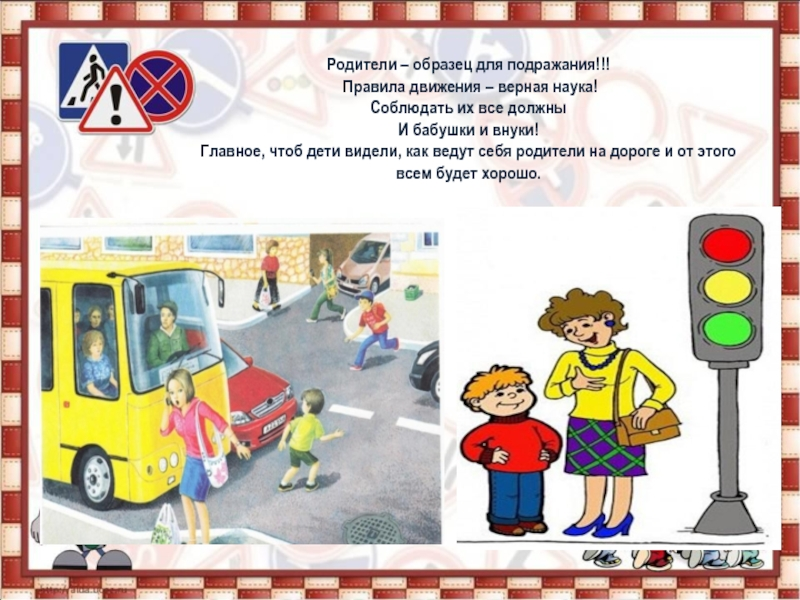 Родители – образец для подражания!!!
Правила движения – верная наука!
Соблюдать их все должны
И бабушки и внуки!
Главное, чтоб дети видели, как ведут себя родители на дороге и от этого
всем будет хорошо.